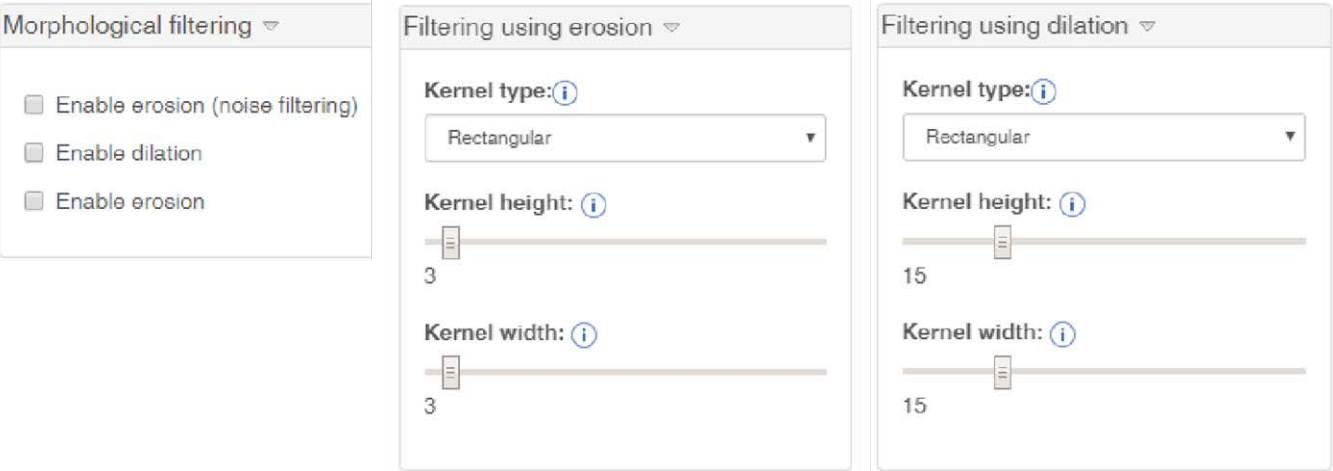 Morphological filtering
Enable erosion (noise filtering)
Enable dilation
Enable erosion
Filtering using erosion
Kernel type:
Rectangular
Kernel height:
3
Kernel width:
3
Filtering using dilation
Kernel type:
Rectangular
Kernel height:
15
Kernel width:
15